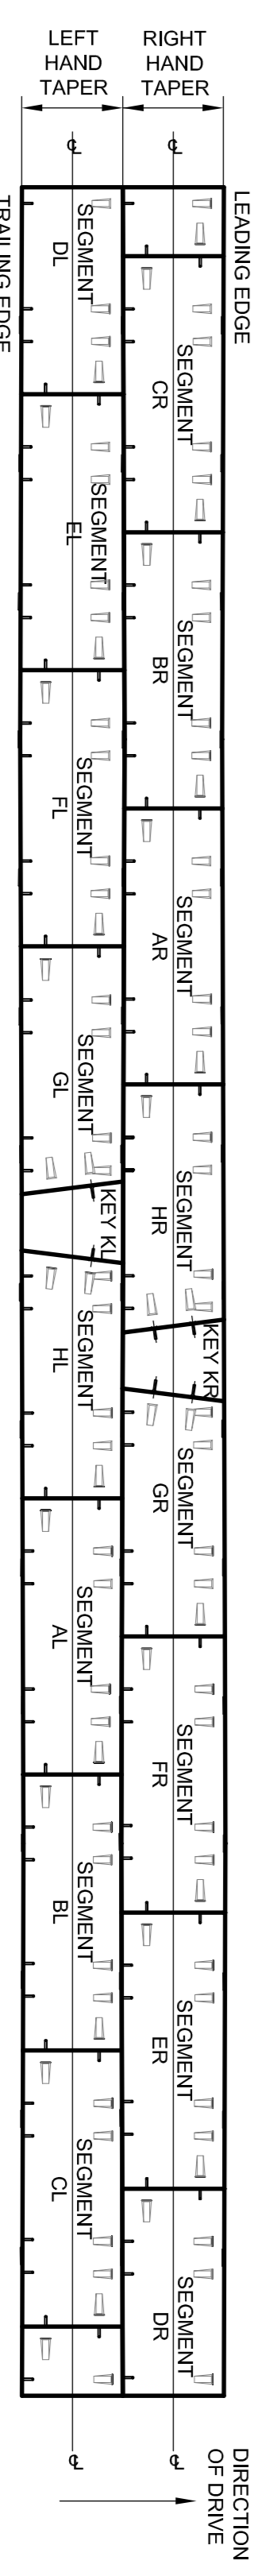 LEFT
HAND
TAPER
RIGHT
HAND
TAPER
℄
℄
LEADING EDGE
TRAILING EDGE
SEGMENT
DL
SEGMENT
CR
SEGMENT
EL
SEGMENT
BR
SEGMENT
FL
SEGMENT
AR
SEGMENT
GL
KEY KL
SEGMENT
HR
KEY KR
SEGMENT
HL
SEGMENT
GR
SEGMENT
AL
SEGMENT
FR
SEGMENT
BL
SEGMENT
ER
SEGMENT
CL
SEGMENT
DR
℄
℄
DIRECTION
OF DRIVE